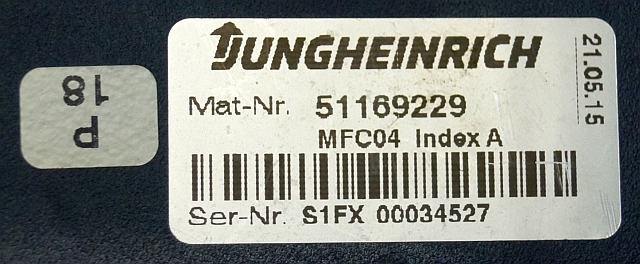 JUNGHEINRICH
21.05.15
Mat-Nr. 51169229
MFC04 Index A
Ser-Nr. S1FX 00034527
P
18